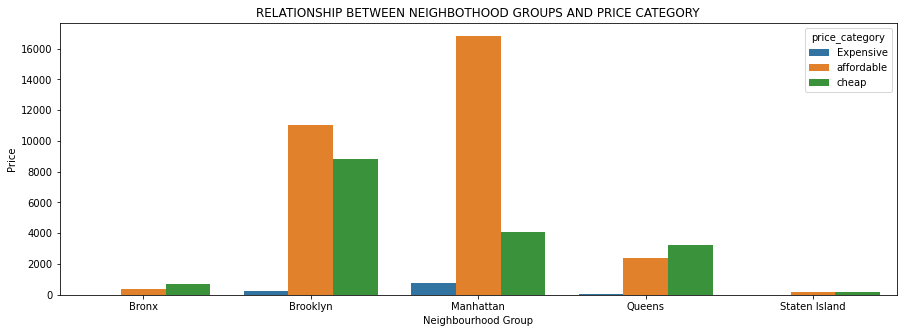 RELATIONSHIP BETWEEN NEIGHBOTHOOD GROUPS AND PRICE CATEGORY
price_category
Expensive
affordable
cheap
Price
16000
14000
12000
10000
8000
6000
4000
2000
0
Bronx Brooklyn Manhattan Queens Staten Island
Neighbourhood Group